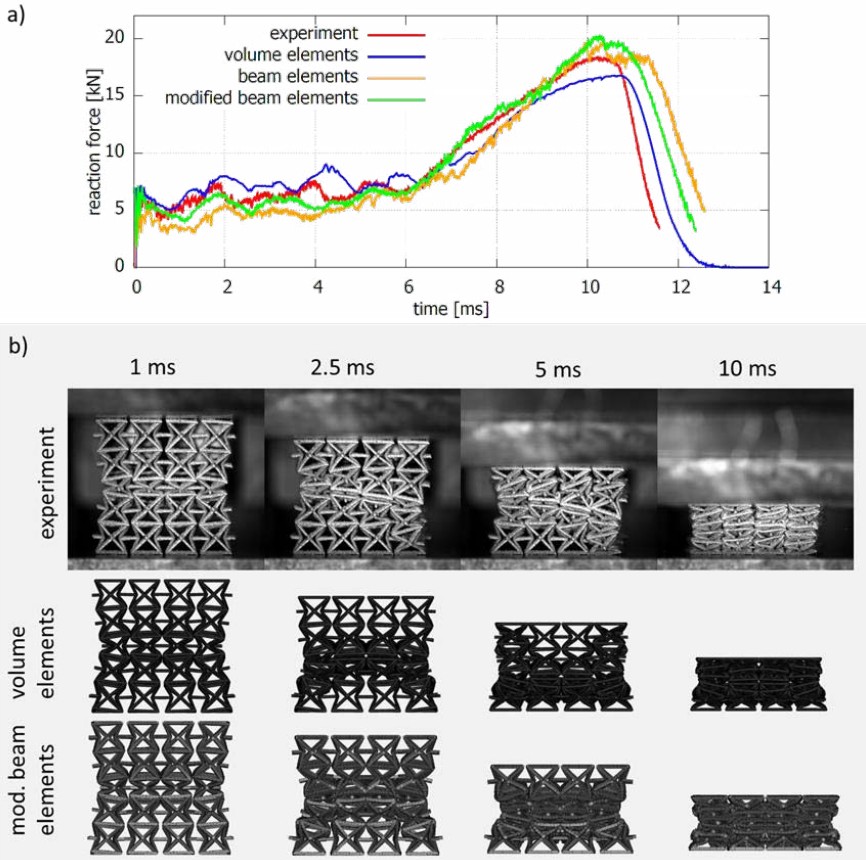 a)
reaction force [kN]
20
15
10
5
0
experiment
volume elements
beam elements
modified beam elements
0 2 4 6 8 10 12 14
time [ms]
b)
1 ms 2.5 ms 5 ms 10 ms
experiment
volume
elements
mod. beam
elements